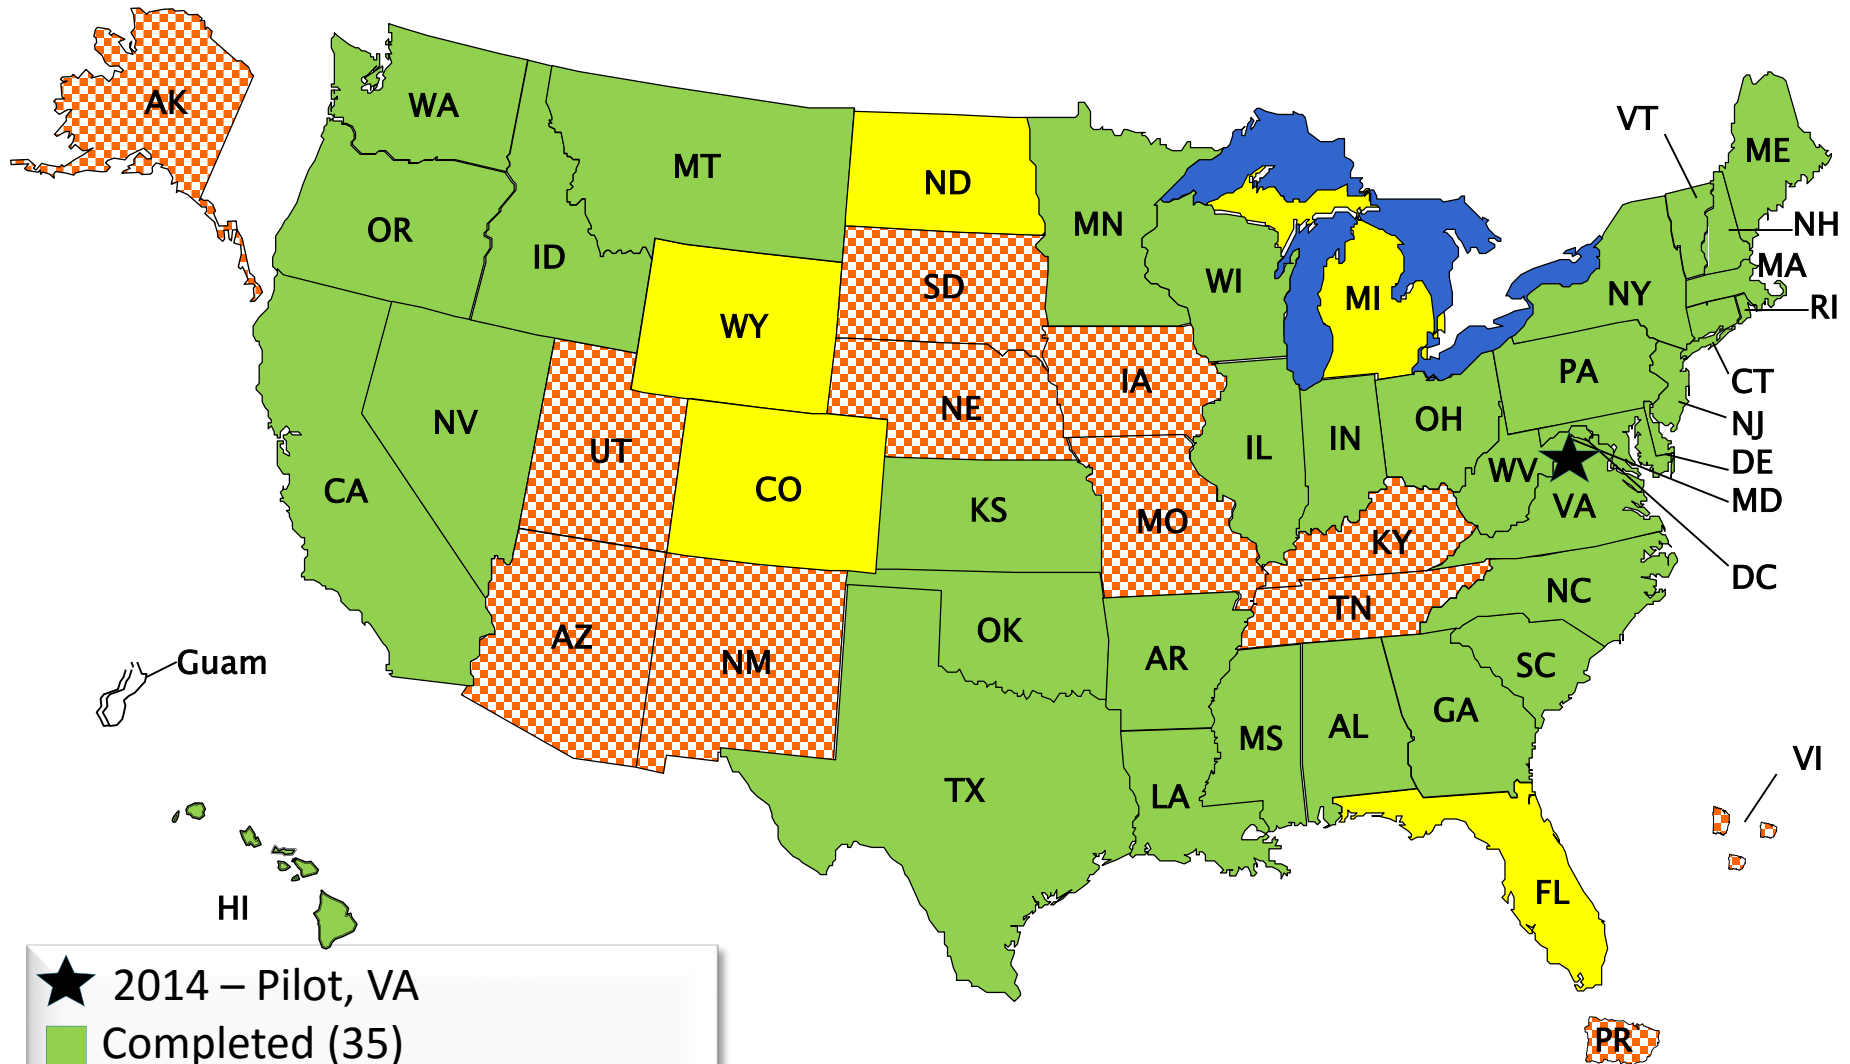 AK
WA
MT
ND
MN
VT
ME
OR
ID
SD
WI
MI
NY
NH
MA
RI
WY
NE
IA
PA
CT
NJ
NV
UT
CO
KS
MO
IL
IN
OH
WV
VA
DE
MD
DC
CA
KY
AZ
NM
OK
AR
TN
NC
SC
Guam
TX
LA
MS
AL
GA
VI
HI
FL
PR
2014 – Pilot, VA
Completed (35)